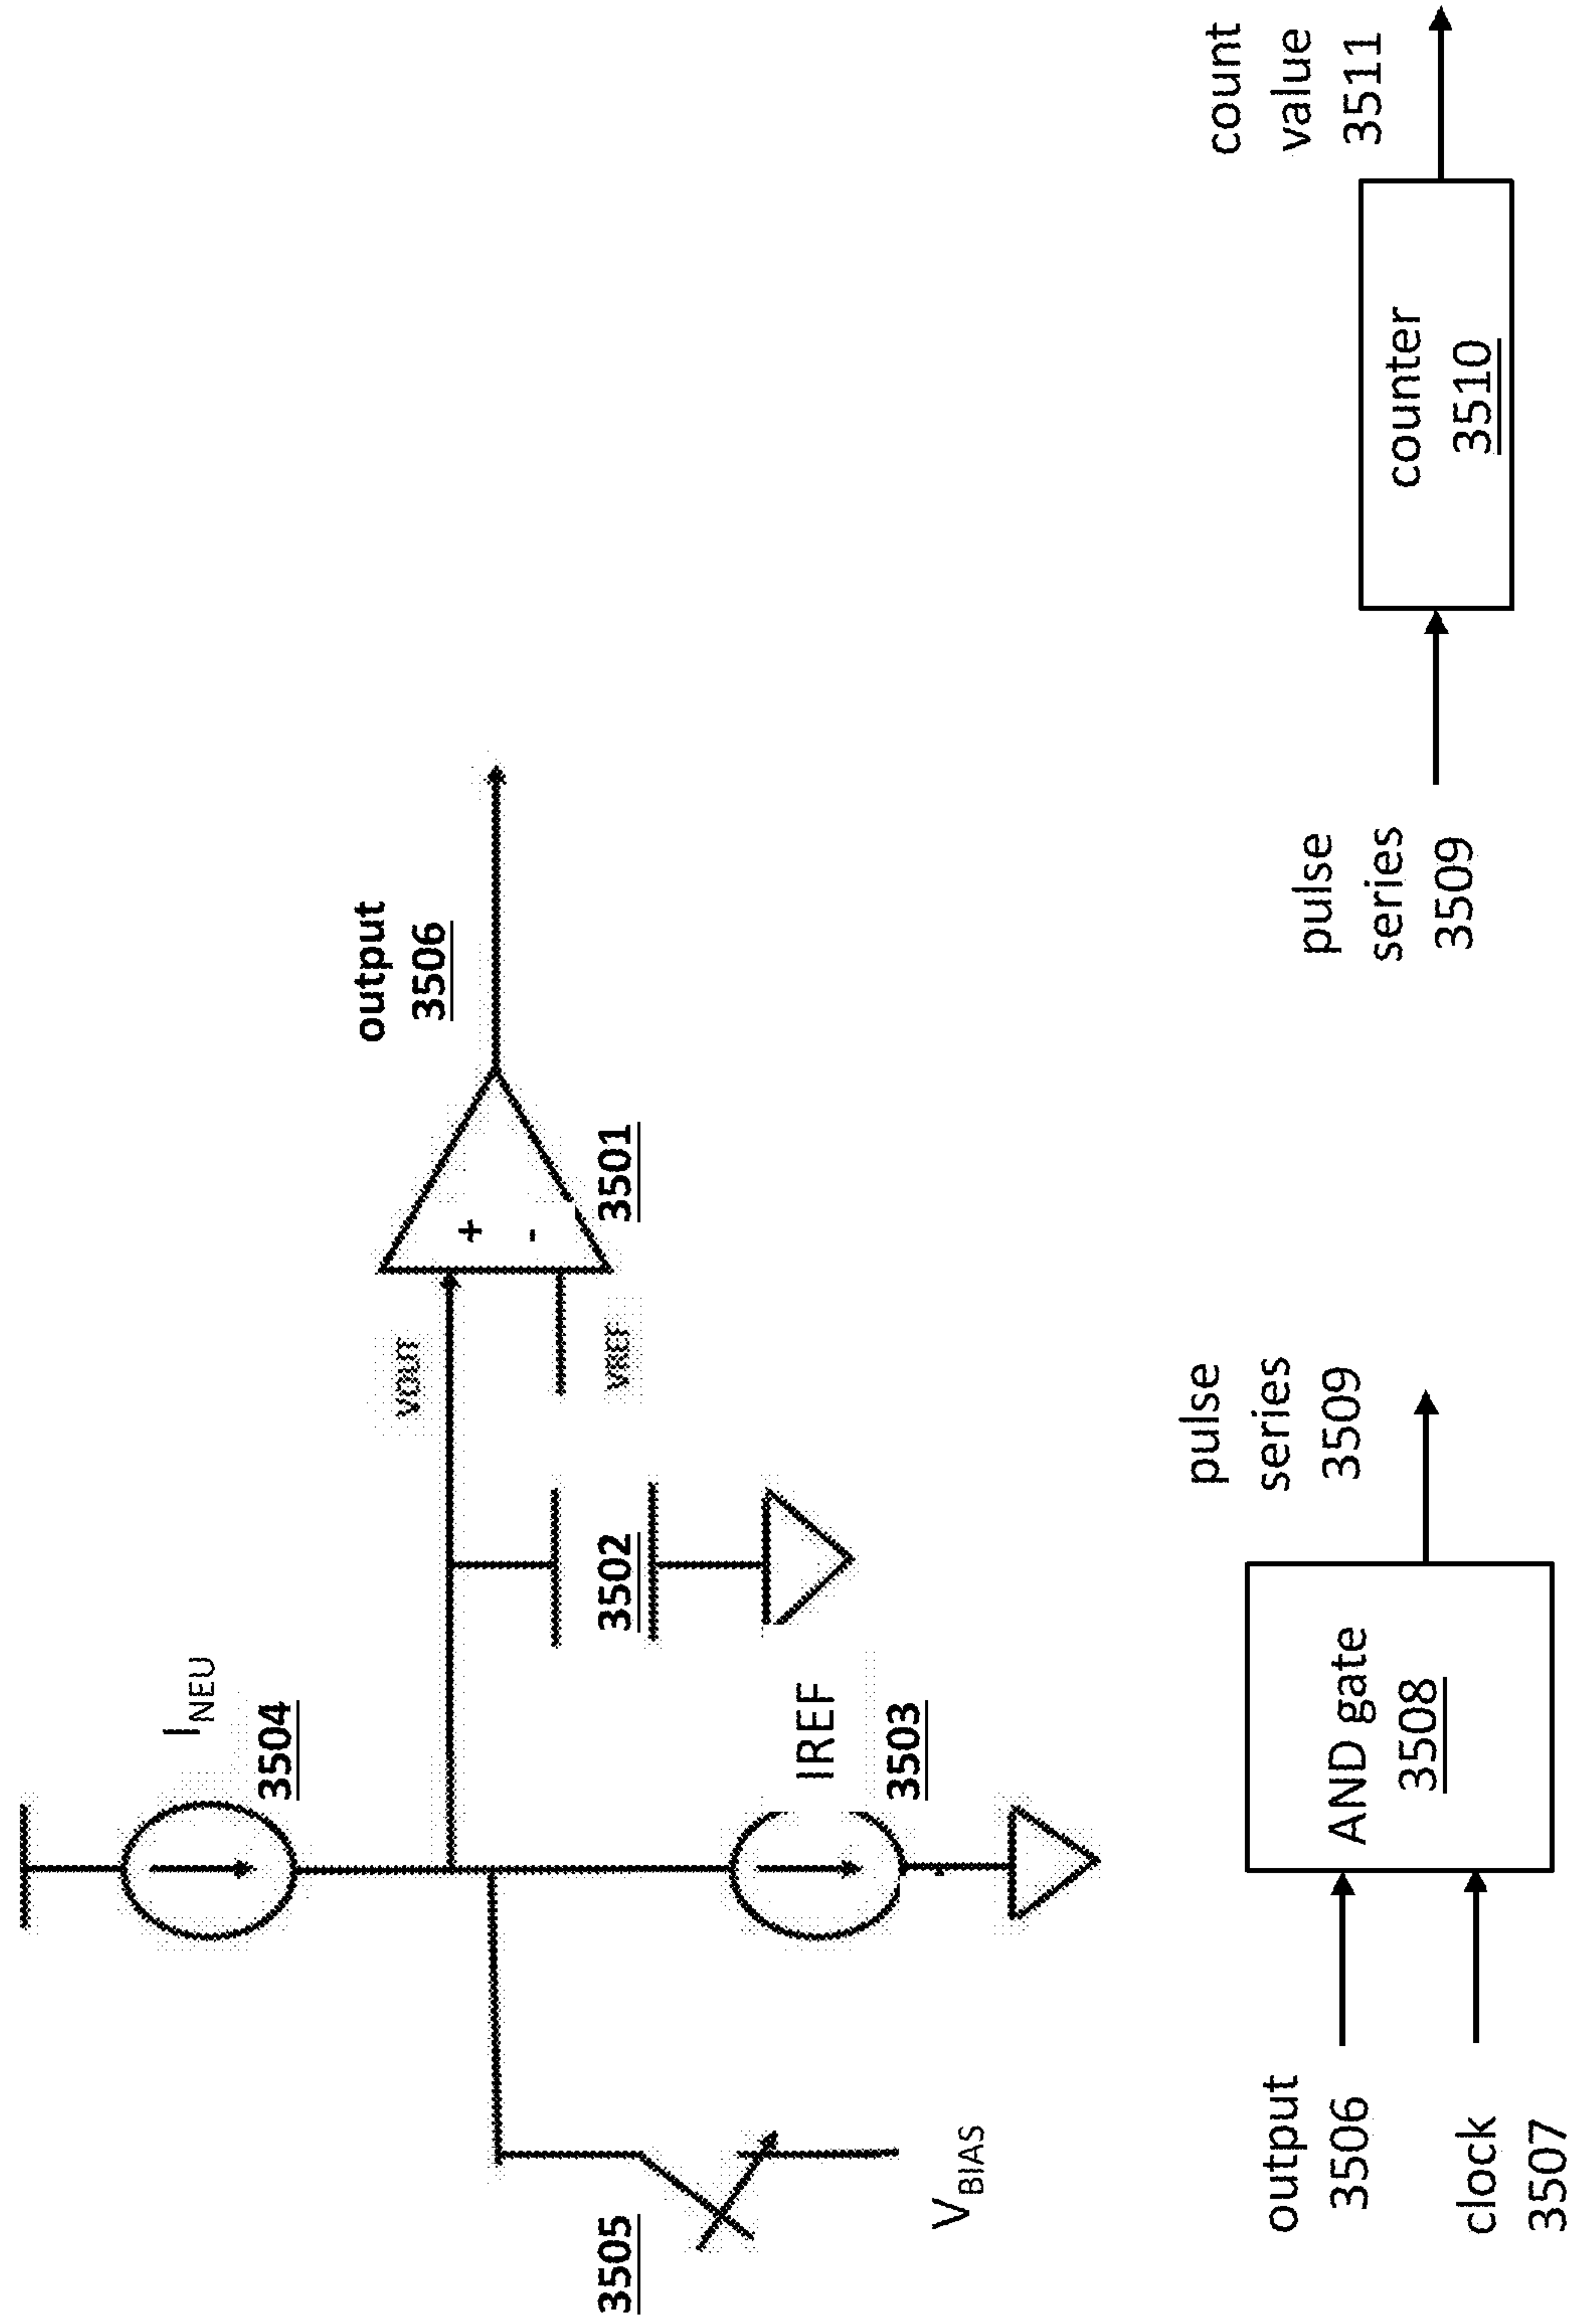 I_NEU
3504
VOUT
output
3506
+
-
3501
VREF
3502
IREF
3503
3505
V_BIAS
output
3506
clock
3507
AND gate
3508
pulse
series
3509
pulse
series
3509
counter
3510
count
value
3511